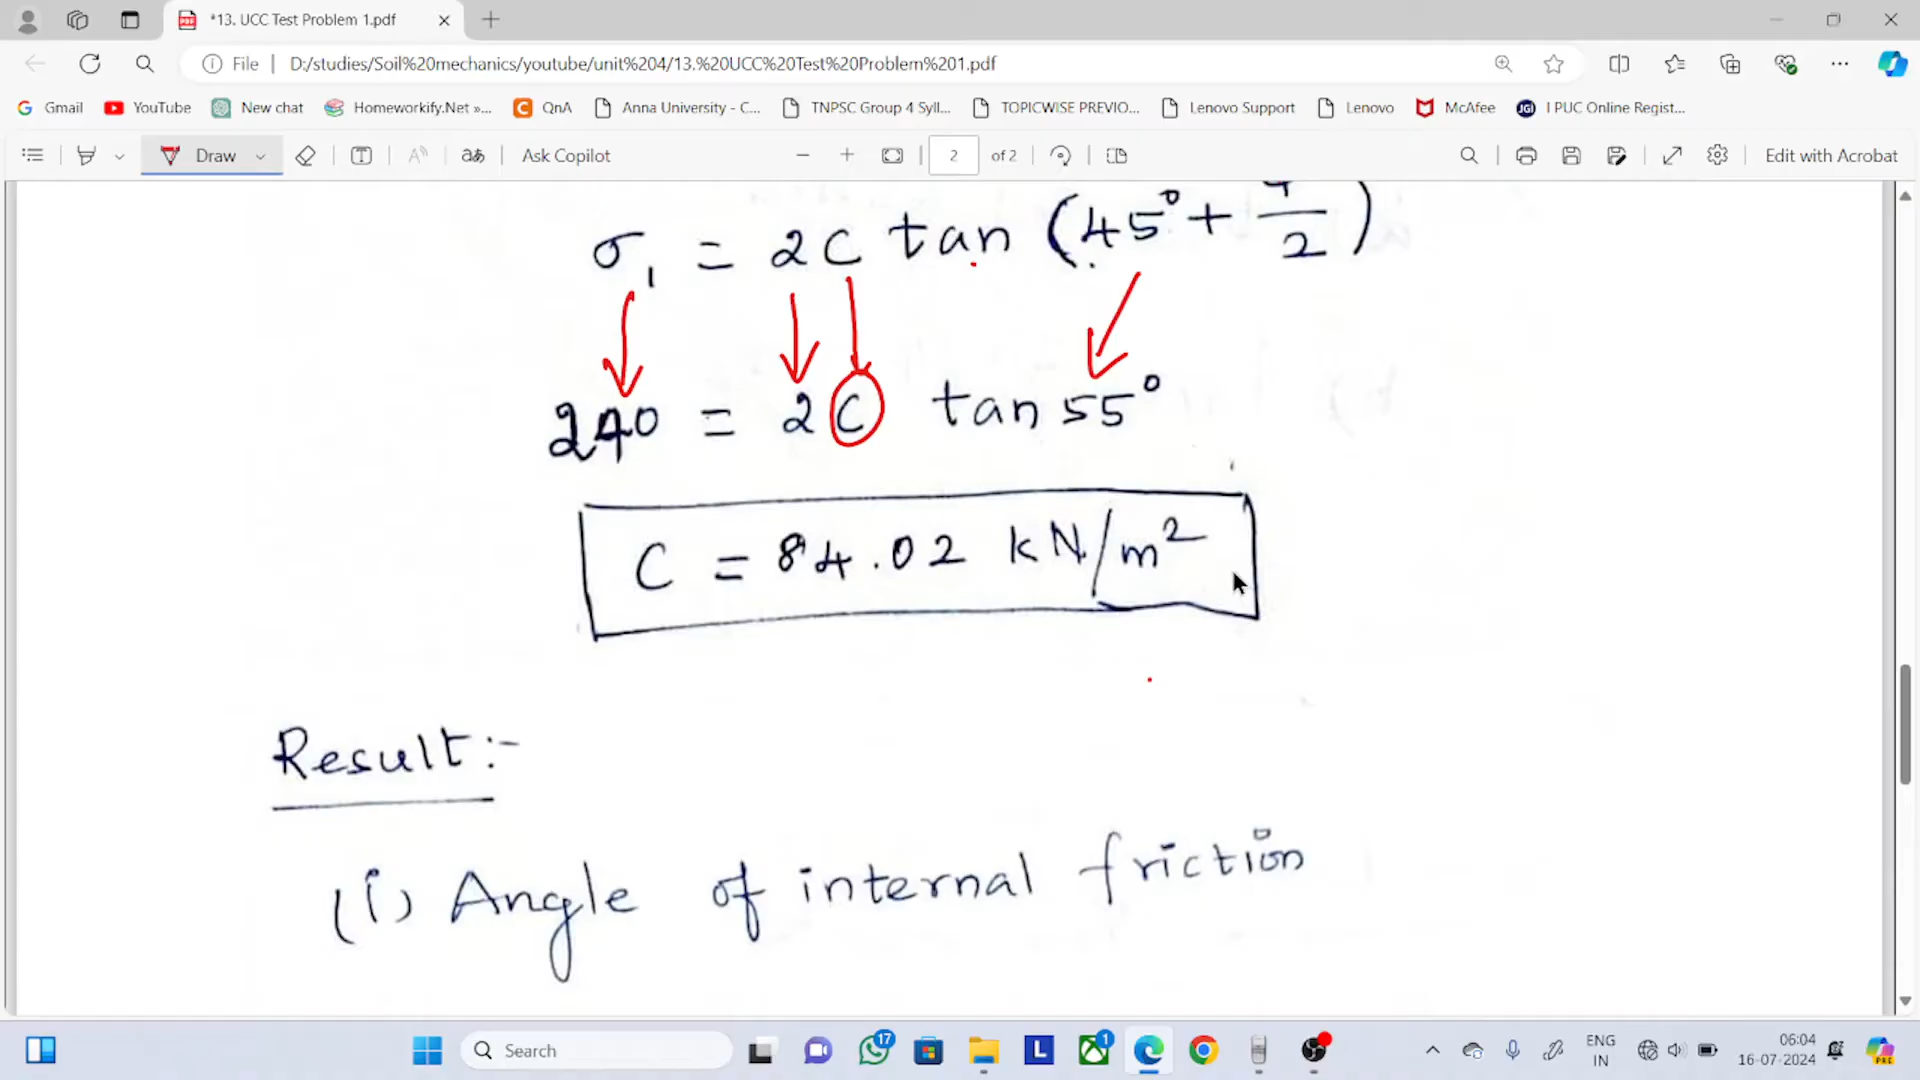 *13. UCC Test Problem 1.pdf
File | D:/studies/Soil%20mechanics/youtube/unit%204/13.%20UCC%20Test%20Problem%201.pdf
Gmail YouTube New chat Homeworkify.Net »... QnA Anna University - C... TNPSC Group 4 Syll... TOPICWISE PREVIO... Lenovo Support Lenovo McAfee I PUC Online Regist...
Draw Ask Copilot 2 of 2 Edit with Acrobat
σ₁ = 2C tan (45° + /2)
240 = 2C tan 55°
C = 84.02 kN/m²
Result:-
(i) Angle of internal friction
Search 17 1 ENG IN 06:04 16-07-2024